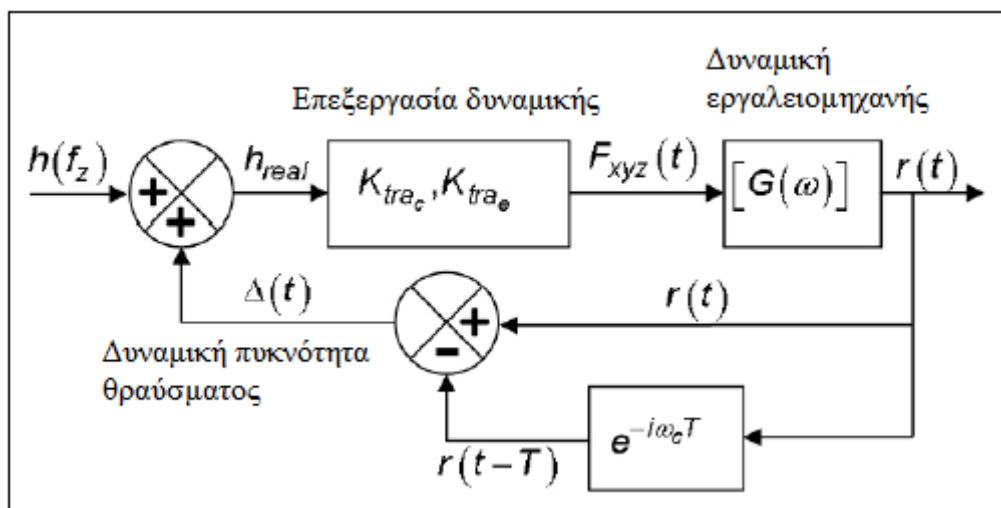 Δυναμική
εργαλειομηχανής
Επεξεργασία δυναμικής
h(f_z)
h_real
K_tra_c, K_tra_e
F_xyz(t)
[G(ω)]
r(t)
+
+
Δ(t)
r(t)
+
-
Δυναμική πυκνότητα
θραύσματος
r(t-T)
e^{-iω_cT}